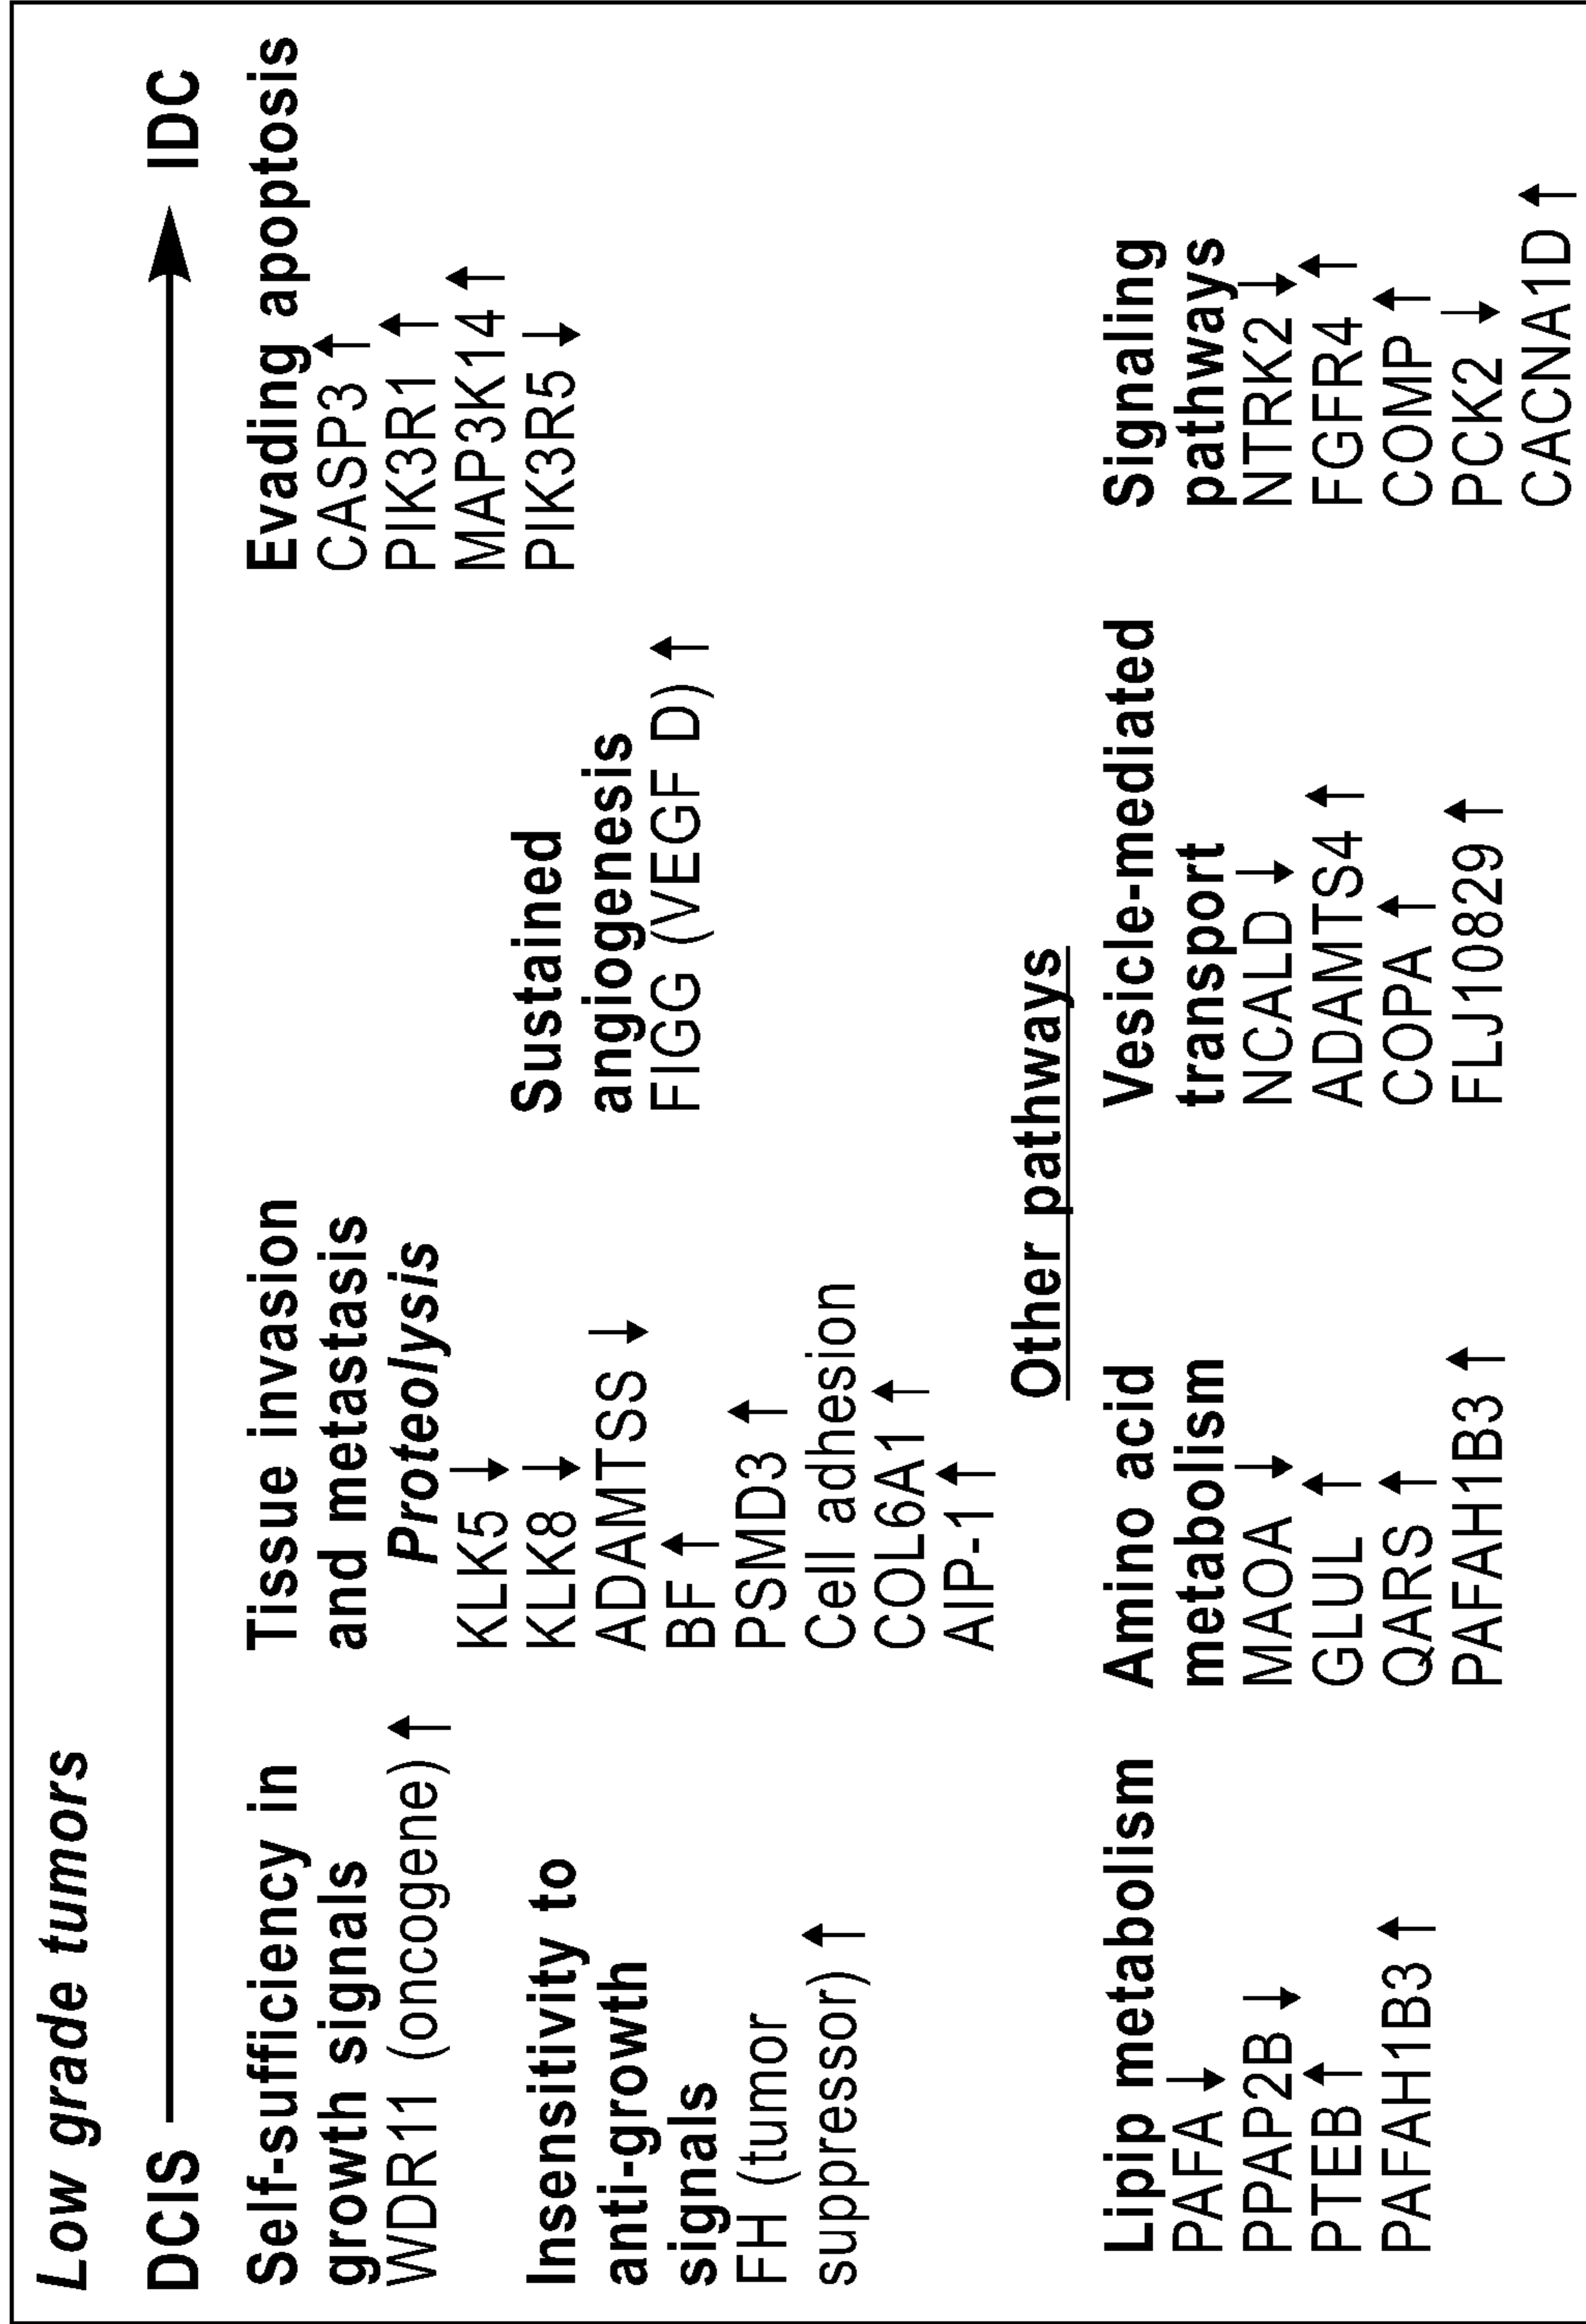 Low grade tumors
DCIS → IDC
Self-sufficiency in
growth signals
WDR11 (oncogene) ↑
Insensitivity to
anti-growth
signals
FH (tumor
suppressor) ↑
Tissue invasion
and metastasis
Proteolysis
KLK5 ↓
KLK8 ↓
ADAMTSS ↓
BF ↑
PSMD3 ↑
Cell adhesion
COL6A1 ↑
AIP-1 ↑
Sustained
angiogenesis
FIGG (VEGF D) ↑
Evading apoptosis
CASP3 ↑
PIK3R1 ↑
MAP3K14 ↑
PIK3R5 ↓
Other pathways
Lipip metabolism
PAFA ↓
PPAP2B ↓
PTEB ↑
PAFAH1B3 ↑
Amino acid
metabolism
MAOA ↓
GLUL ↑
QARS ↑
PAFAH1B3 ↑
Vesicle-mediated
transport
NCALD ↓
ADAMTS4 ↑
COPA ↑
FLJ10829 ↑
Signaling
pathways
NTRK2 ↓
FGFR4 ↑
COMP ↑
PCK2 ↓
CACNA1D ↑